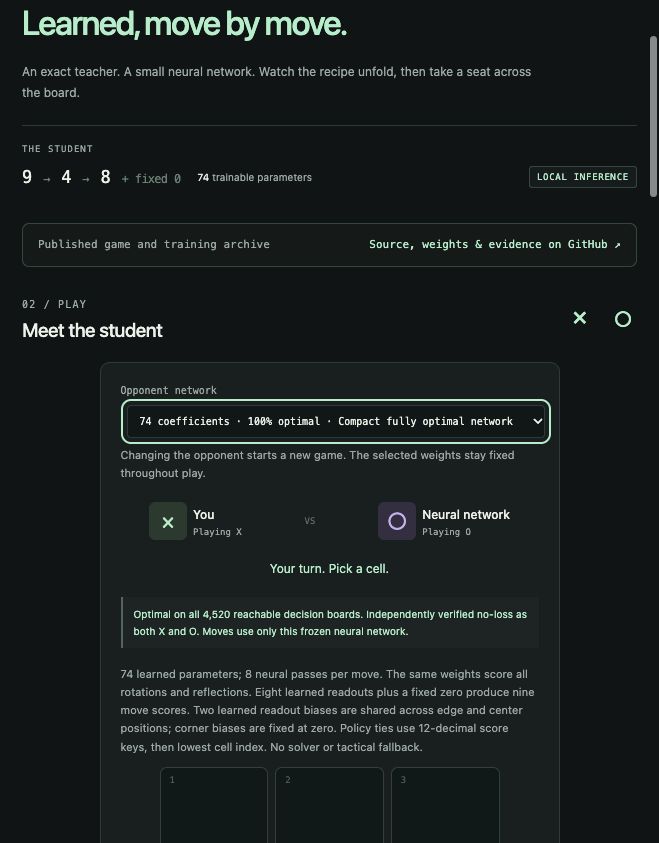 Learned, move by move.
An exact teacher. A small neural network. Watch the recipe unfold, then take a seat across
the board.
THE STUDENT
9 → 4 → 8 + fixed 0 74 trainable parameters
LOCAL INFERENCE
Published game and training archive
Source, weights & evidence on GitHub ↗
02 / PLAY
Meet the student
× ○
Opponent network
74 coefficients · 100% optimal · Compact fully optimal network
Changing the opponent starts a new game. The selected weights stay fixed
throughout play.
× You
Playing X
VS
○ Neural network
Playing O
Your turn. Pick a cell.
Optimal on all 4,520 reachable decision boards. Independently verified no-loss as
both X and O. Moves use only this frozen neural network.
74 learned parameters; 8 neural passes per move. The same weights score all
rotations and reflections. Eight learned readouts plus a fixed zero produce nine
move scores. Two learned readout biases are shared across edge and center
positions; corner biases are fixed at zero. Policy ties use 12-decimal score
keys, then lowest cell index. No solver or tactical fallback.
1 2 3